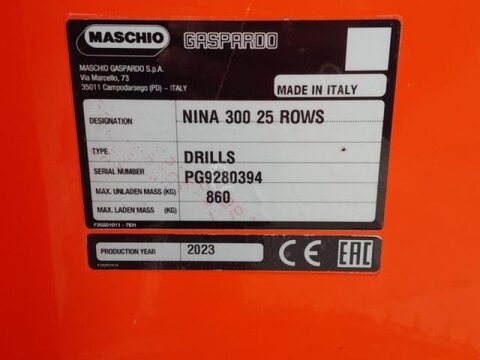 MASCHIO GASPARDO
MASCHIO GASPARDO S.p.A.
Via Marcello, 73
35011 Campodarsego (PD) - ITALY
MADE IN ITALY
DESIGNATION NINA 300 25 ROWS
TYPE DRILLS
SERIAL NUMBER PG9280394
MAX. UNLADEN MASS (KG) 860
MAX. LADEN MASS (KG)
PRODUCTION YEAR 2023 CE EAC